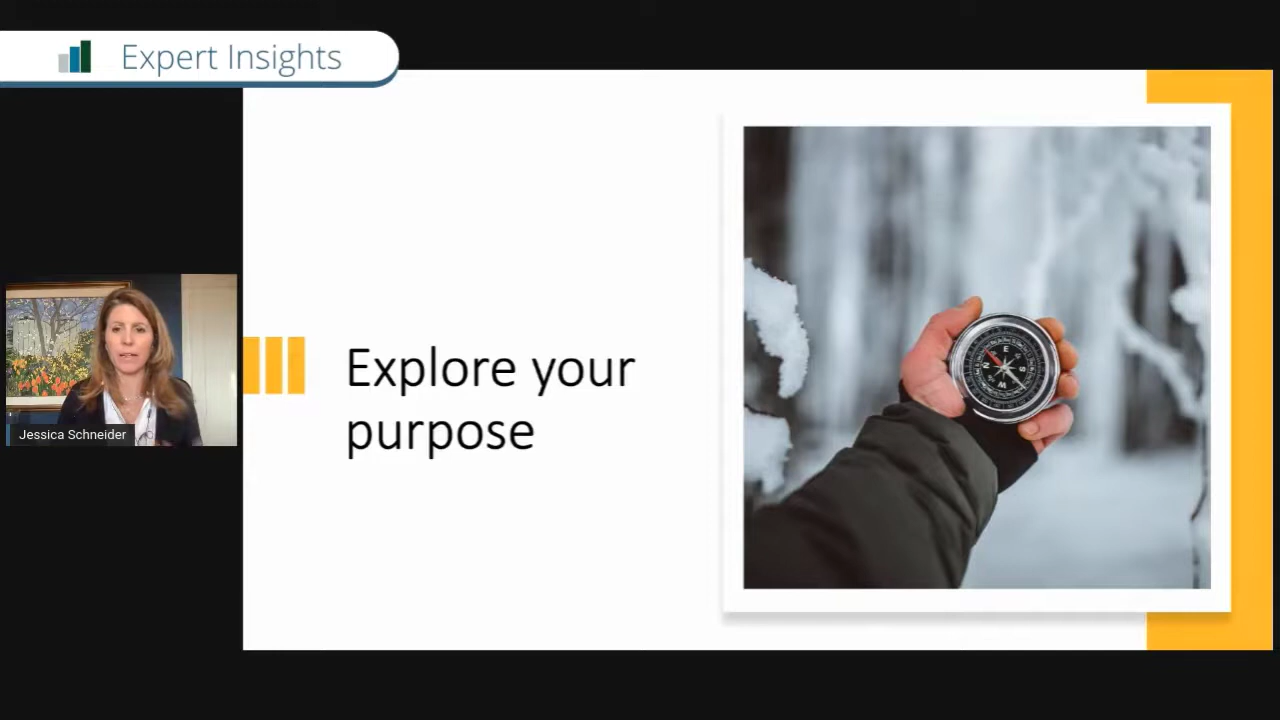 Expert Insights
Explore your
purpose
Jessica Schneider
N
E
S
W